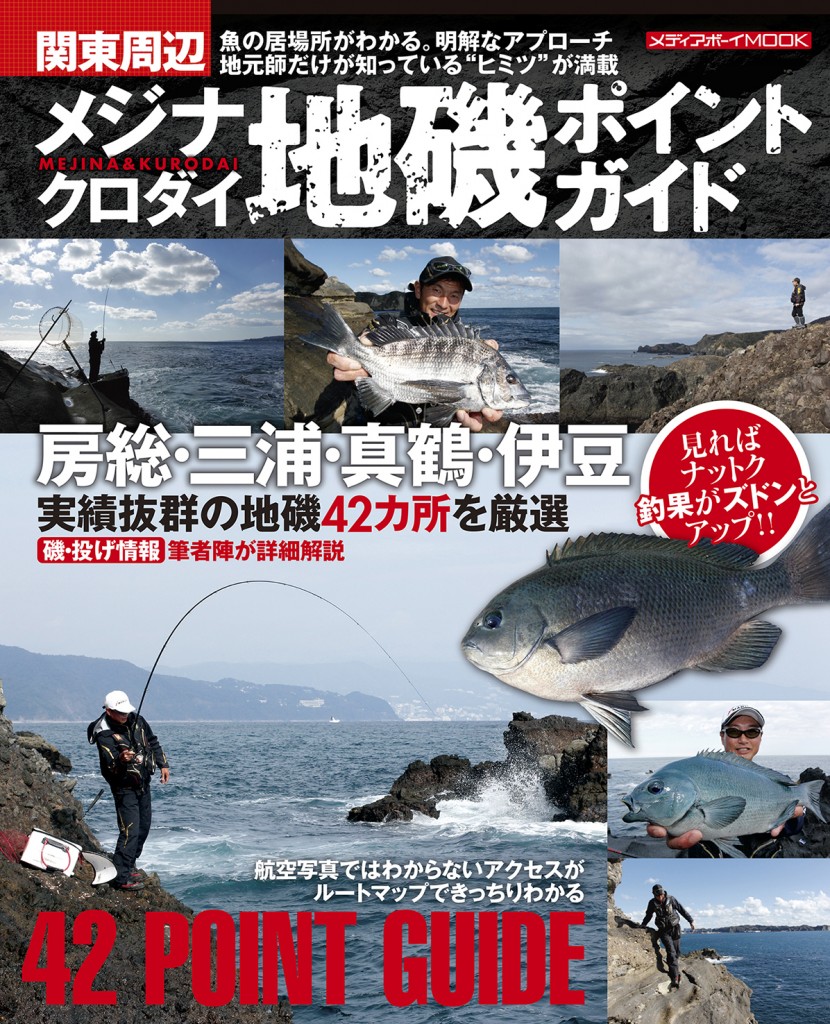 関東周辺
魚の居場所がわかる。明解なアプローチ
地元師だけが知っている“ヒミツ”が満載
メディアボーイMOOK
メジナ
MEJINA&KURODAI
クロダイ
地磯
ポイント
ガイド
房総・三浦・真鶴・伊豆
実績抜群の地磯42カ所を厳選
磯・投げ情報 筆者陣が詳細解説
見れば
ナットク
釣果がズドンと
アップ!!
航空写真ではわからないアクセスが
ルートマップできっちりわかる
42 POINT GUIDE